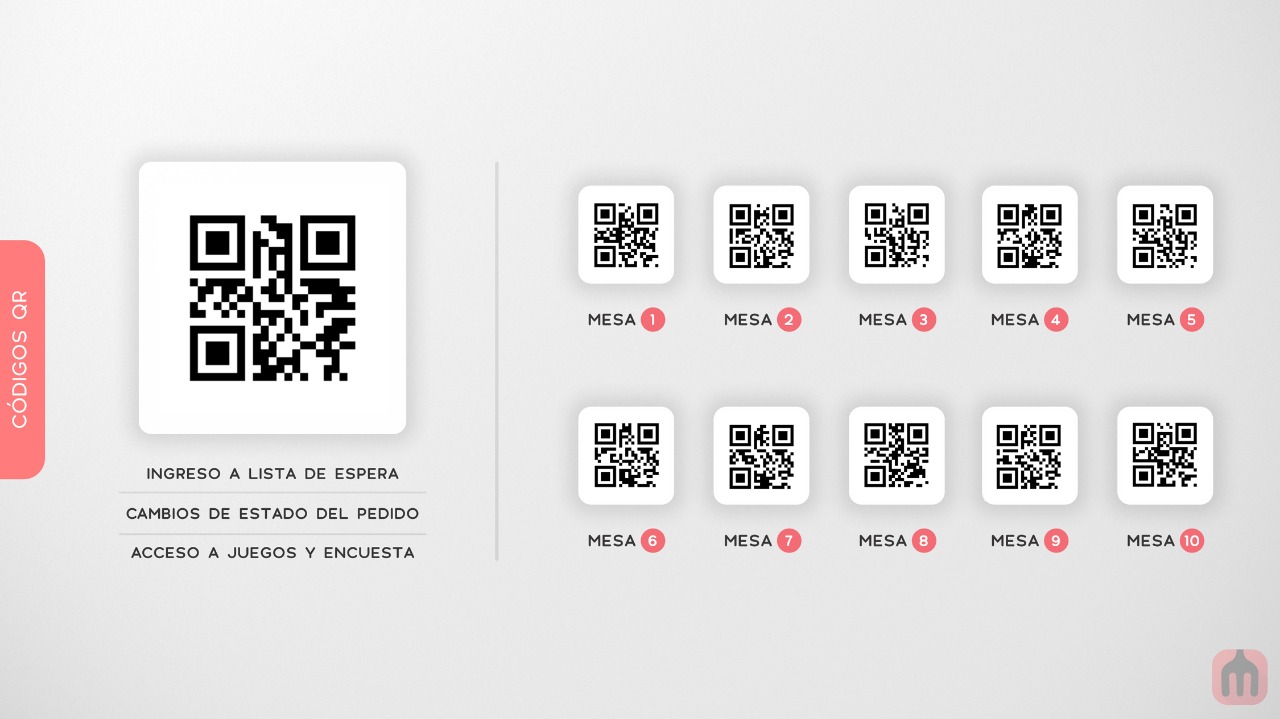 CÓDIGOS QR
INGRESO A LISTA DE ESPERA
CAMBIOS DE ESTADO DEL PEDIDO
ACCESO A JUEGOS Y ENCUESTA
MESA 1
MESA 2
MESA 3
MESA 4
MESA 5
MESA 6
MESA 7
MESA 8
MESA 9
MESA 10